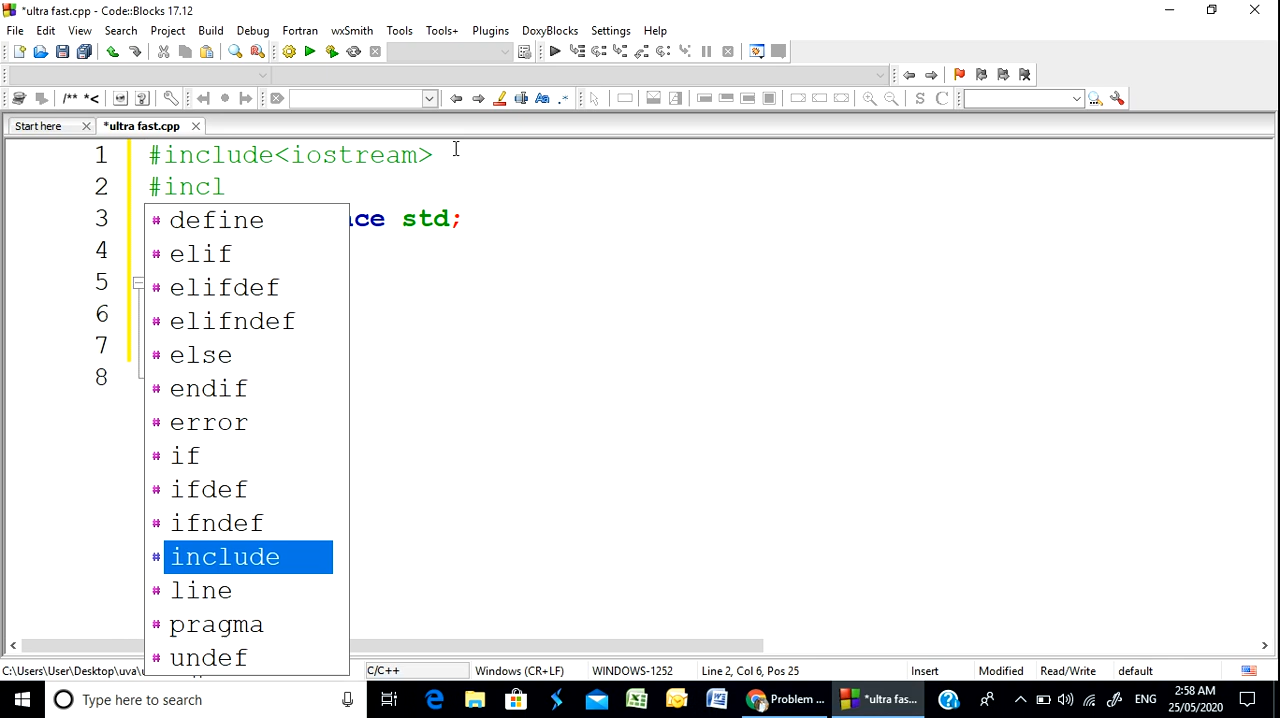 *ultra fast.cpp - Code::Blocks 17.12
File Edit View Search Project Build Debug Fortran wxSmith Tools Tools+ Plugins DoxyBlocks Settings Help
/** *<
Start here *ultra fast.cpp
1 #include<iostream>
2 #incl
3 ace std;
4
5
6
7
8
# define
# elif
# elifdef
# elifndef
# else
# endif
# error
# if
# ifdef
# ifndef
# include
# line
# pragma
# undef
C:\Users\User\Desktop\uva\u C/C++ Windows (CR+LF) WINDOWS-1252 Line 2, Col 6, Pos 25 Insert Modified Read/Write default
Type here to search Problem ... *ultra fas... ENG 2:58 AM
25/05/2020